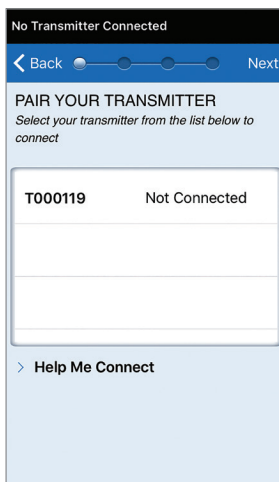 No Transmitter Connected
Back
Next
PAIR YOUR TRANSMITTER
Select your transmitter from the list below to
connect
T000119 Not Connected
Help Me Connect